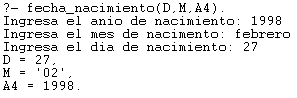 ?- fecha_nacimiento(D,M,A4).
Ingresa el anio de nacimiento: 1998
Ingresa el mes de nacimento: febrero
Ingresa el dia de nacimiento: 27
D = 27,
M = '02',
A4 = 1998.